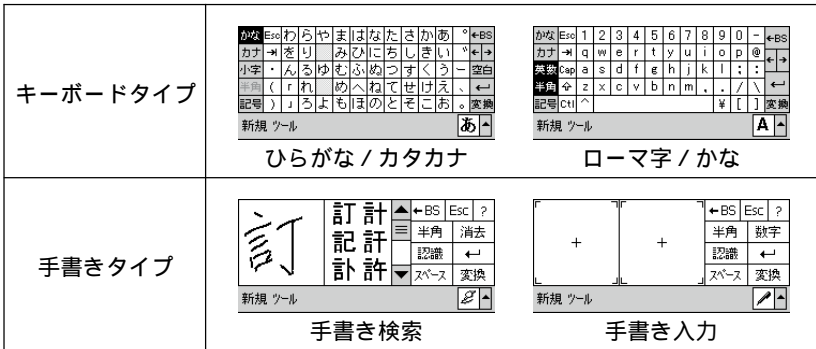 キーボードタイプ
かな Esc わ ら や ま は な た さ か あ ゜ ←BS
カナ →| を り み ひ に ち し き い ゛ ← →
小字 ・ ん る ゆ む ふ ぬ つ す く う ー 空白
半角 ( 「 れ め へ ね て せ け え 、 ↵
記号 ) 」 ろ よ も ほ の と そ こ お 。 変換
新規 ツール あ ▲
ひらがな / カタカナ
かな Esc 1 2 3 4 5 6 7 8 9 0 - ←BS
カナ →| q w e r t y u i o p @ ← →
英数 Cap a s d f g h j k l ; :
半角 ⇧ z x c v b n m , . / \ ↵
記号 Ctl ^ ¥ [ ] 変換
新規 ツール A ▲
ローマ字 / かな
手書きタイプ
訂 訂 計 ▲ ←BS Esc ?
記 訐 半角 消去
訃 許 ▼ 認識 ↵
スペース 変換
新規 ツール ▲
手書き検索
+ + ←BS Esc ?
半角 数字
認識 ↵
スペース 変換
新規 ツール ▲
手書き入力